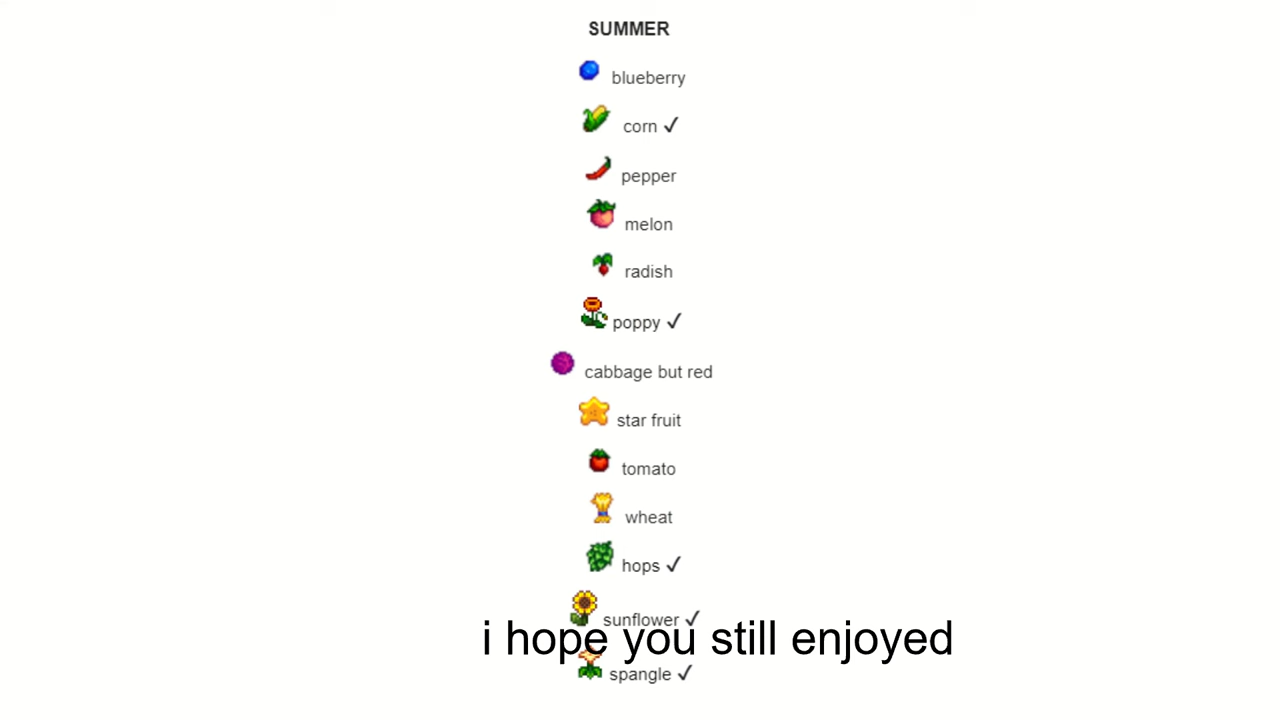 SUMMER
blueberry
corn ✓
pepper
melon
radish
poppy ✓
cabbage but red
star fruit
tomato
wheat
hops ✓
sunflower ✓
i hope you still enjoyed
spangle ✓